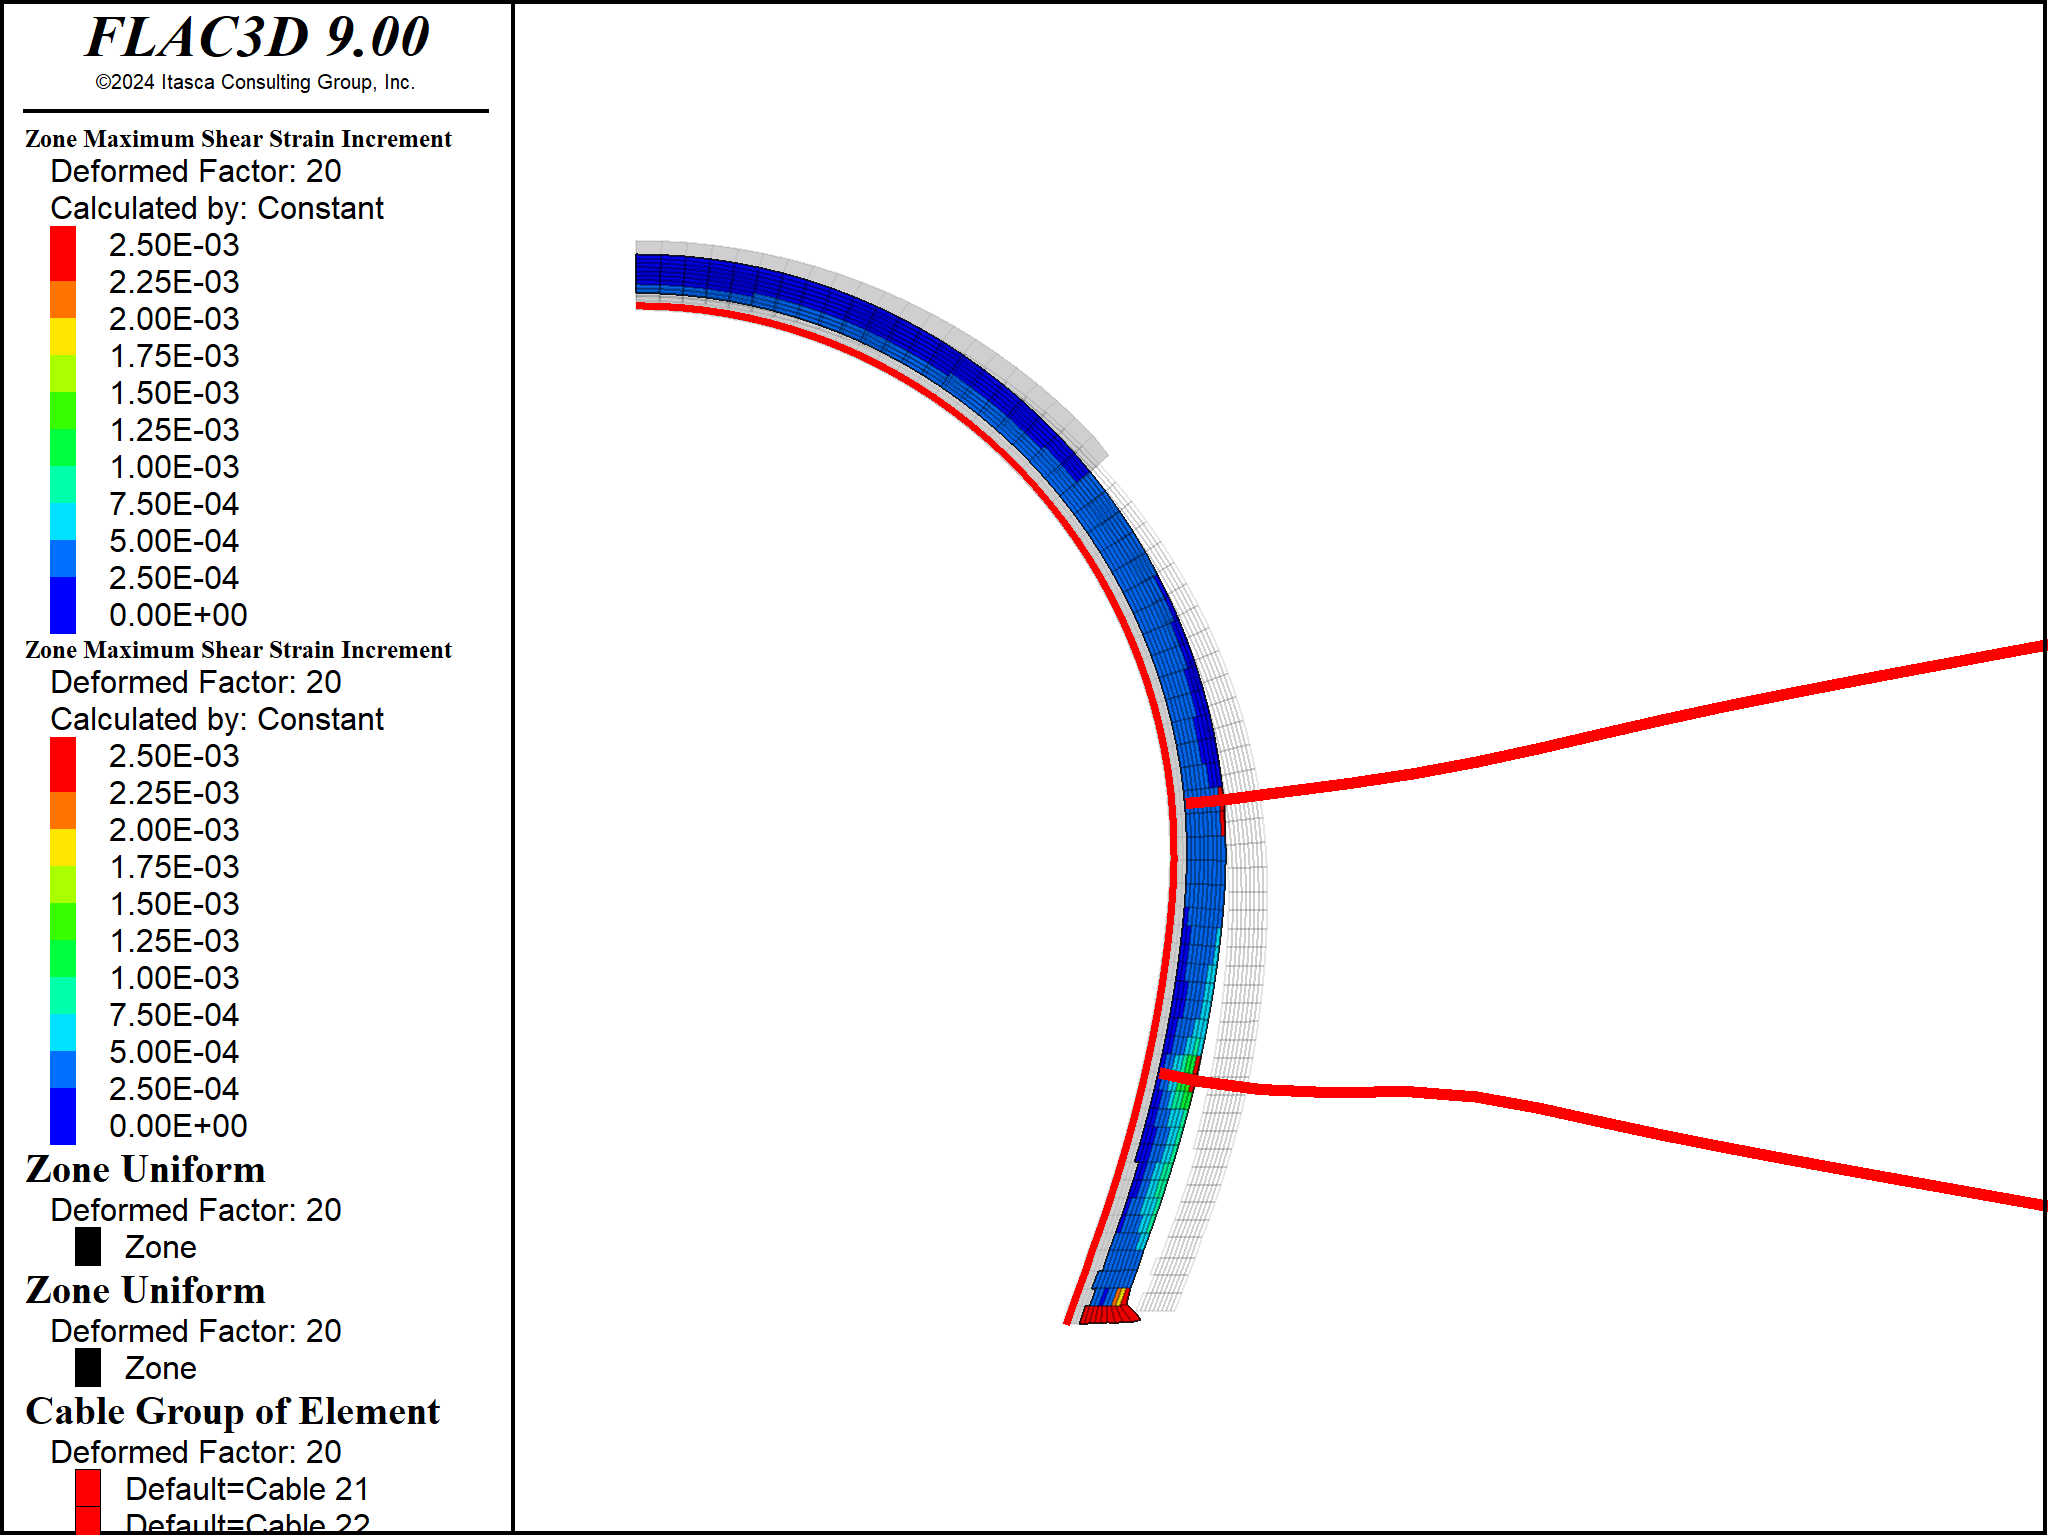 FLAC3D 9.00
©2024 Itasca Consulting Group, Inc.
Zone Maximum Shear Strain Increment
Deformed Factor: 20
Calculated by: Constant
2.50E-03
2.25E-03
2.00E-03
1.75E-03
1.50E-03
1.25E-03
1.00E-03
7.50E-04
5.00E-04
2.50E-04
0.00E+00
Zone Maximum Shear Strain Increment
Deformed Factor: 20
Calculated by: Constant
2.50E-03
2.25E-03
2.00E-03
1.75E-03
1.50E-03
1.25E-03
1.00E-03
7.50E-04
5.00E-04
2.50E-04
0.00E+00
Zone Uniform
Deformed Factor: 20
Zone
Zone Uniform
Deformed Factor: 20
Zone
Cable Group of Element
Deformed Factor: 20
Default=Cable 21
Default=Cable 22